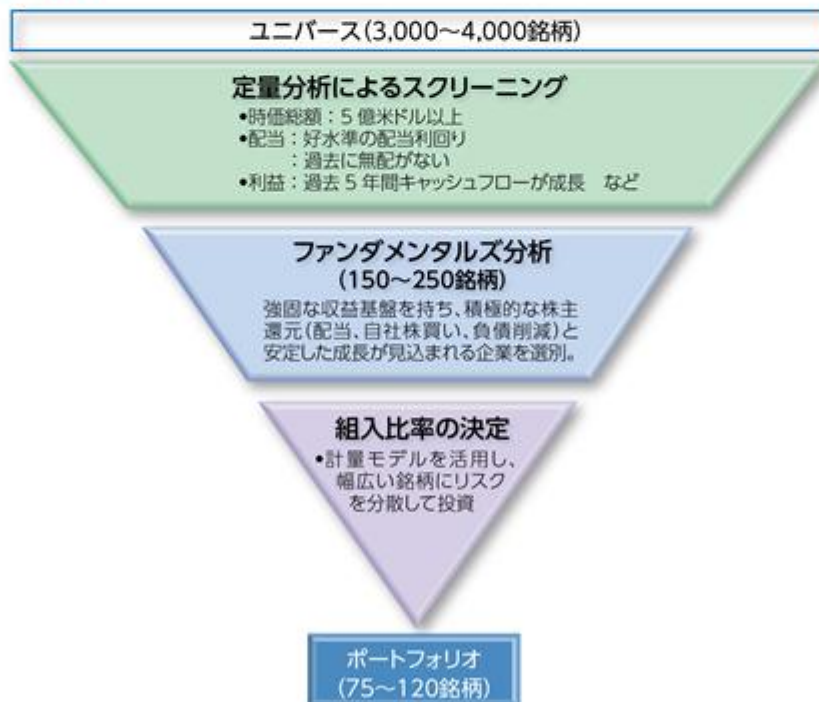 ユニバース(3,000～4,000銘柄)
定量分析によるスクリーニング
•時価総額：5億米ドル以上
•配当：好水準の配当利回り
：過去に無配がない
•利益：過去5年間キャッシュフローが成長　など
ファンダメンタルズ分析
(150～250銘柄)
強固な収益基盤を持ち、積極的な株主
還元(配当、自社株買い、負債削減)と
安定した成長が見込まれる企業を選別。
組入比率の決定
•計量モデルを活用し、
幅広い銘柄にリスク
を分散して投資
ポートフォリオ
(75～120銘柄)